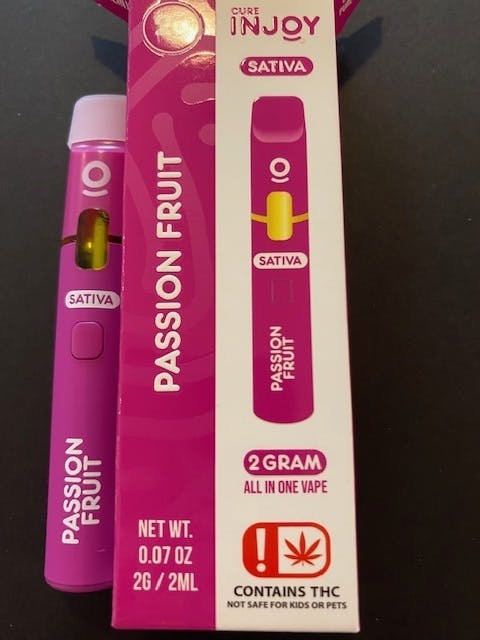 CURE
INJOY
SATIVA
PASSION FRUIT
SATIVA
PASSION
FRUIT
SATIVA
PASSION
FRUIT
2 GRAM
ALL IN ONE VAPE
NET WT.
0.07 OZ
2G / 2ML
!
CONTAINS THC
NOT SAFE FOR KIDS OR PETS